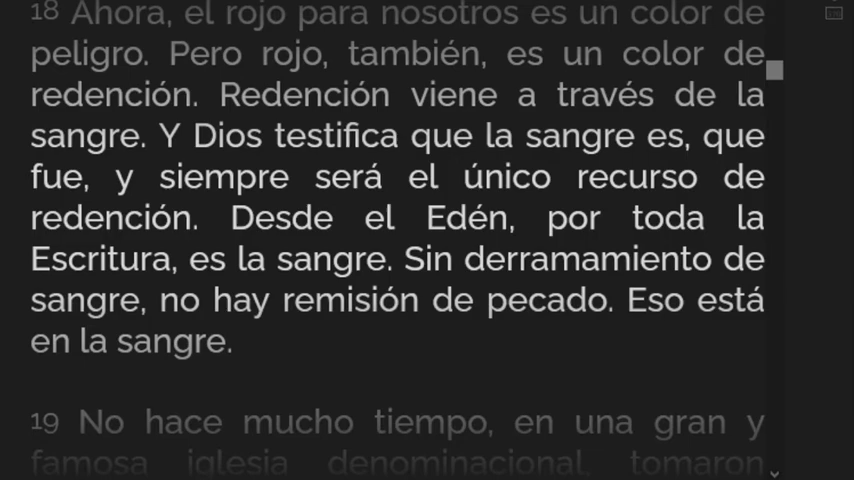 18 Ahora, el rojo para nosotros es un color de
peligro. Pero rojo, también, es un color de
redención. Redención viene a través de la
sangre. Y Dios testifica que la sangre es, que
fue, y siempre será el único recurso de
redención. Desde el Edén, por toda la
Escritura, es la sangre. Sin derramamiento de
sangre, no hay remisión de pecado. Eso está
en la sangre.
19 No hace mucho tiempo, en una gran y
famosa iglesia denominacional, tomaron